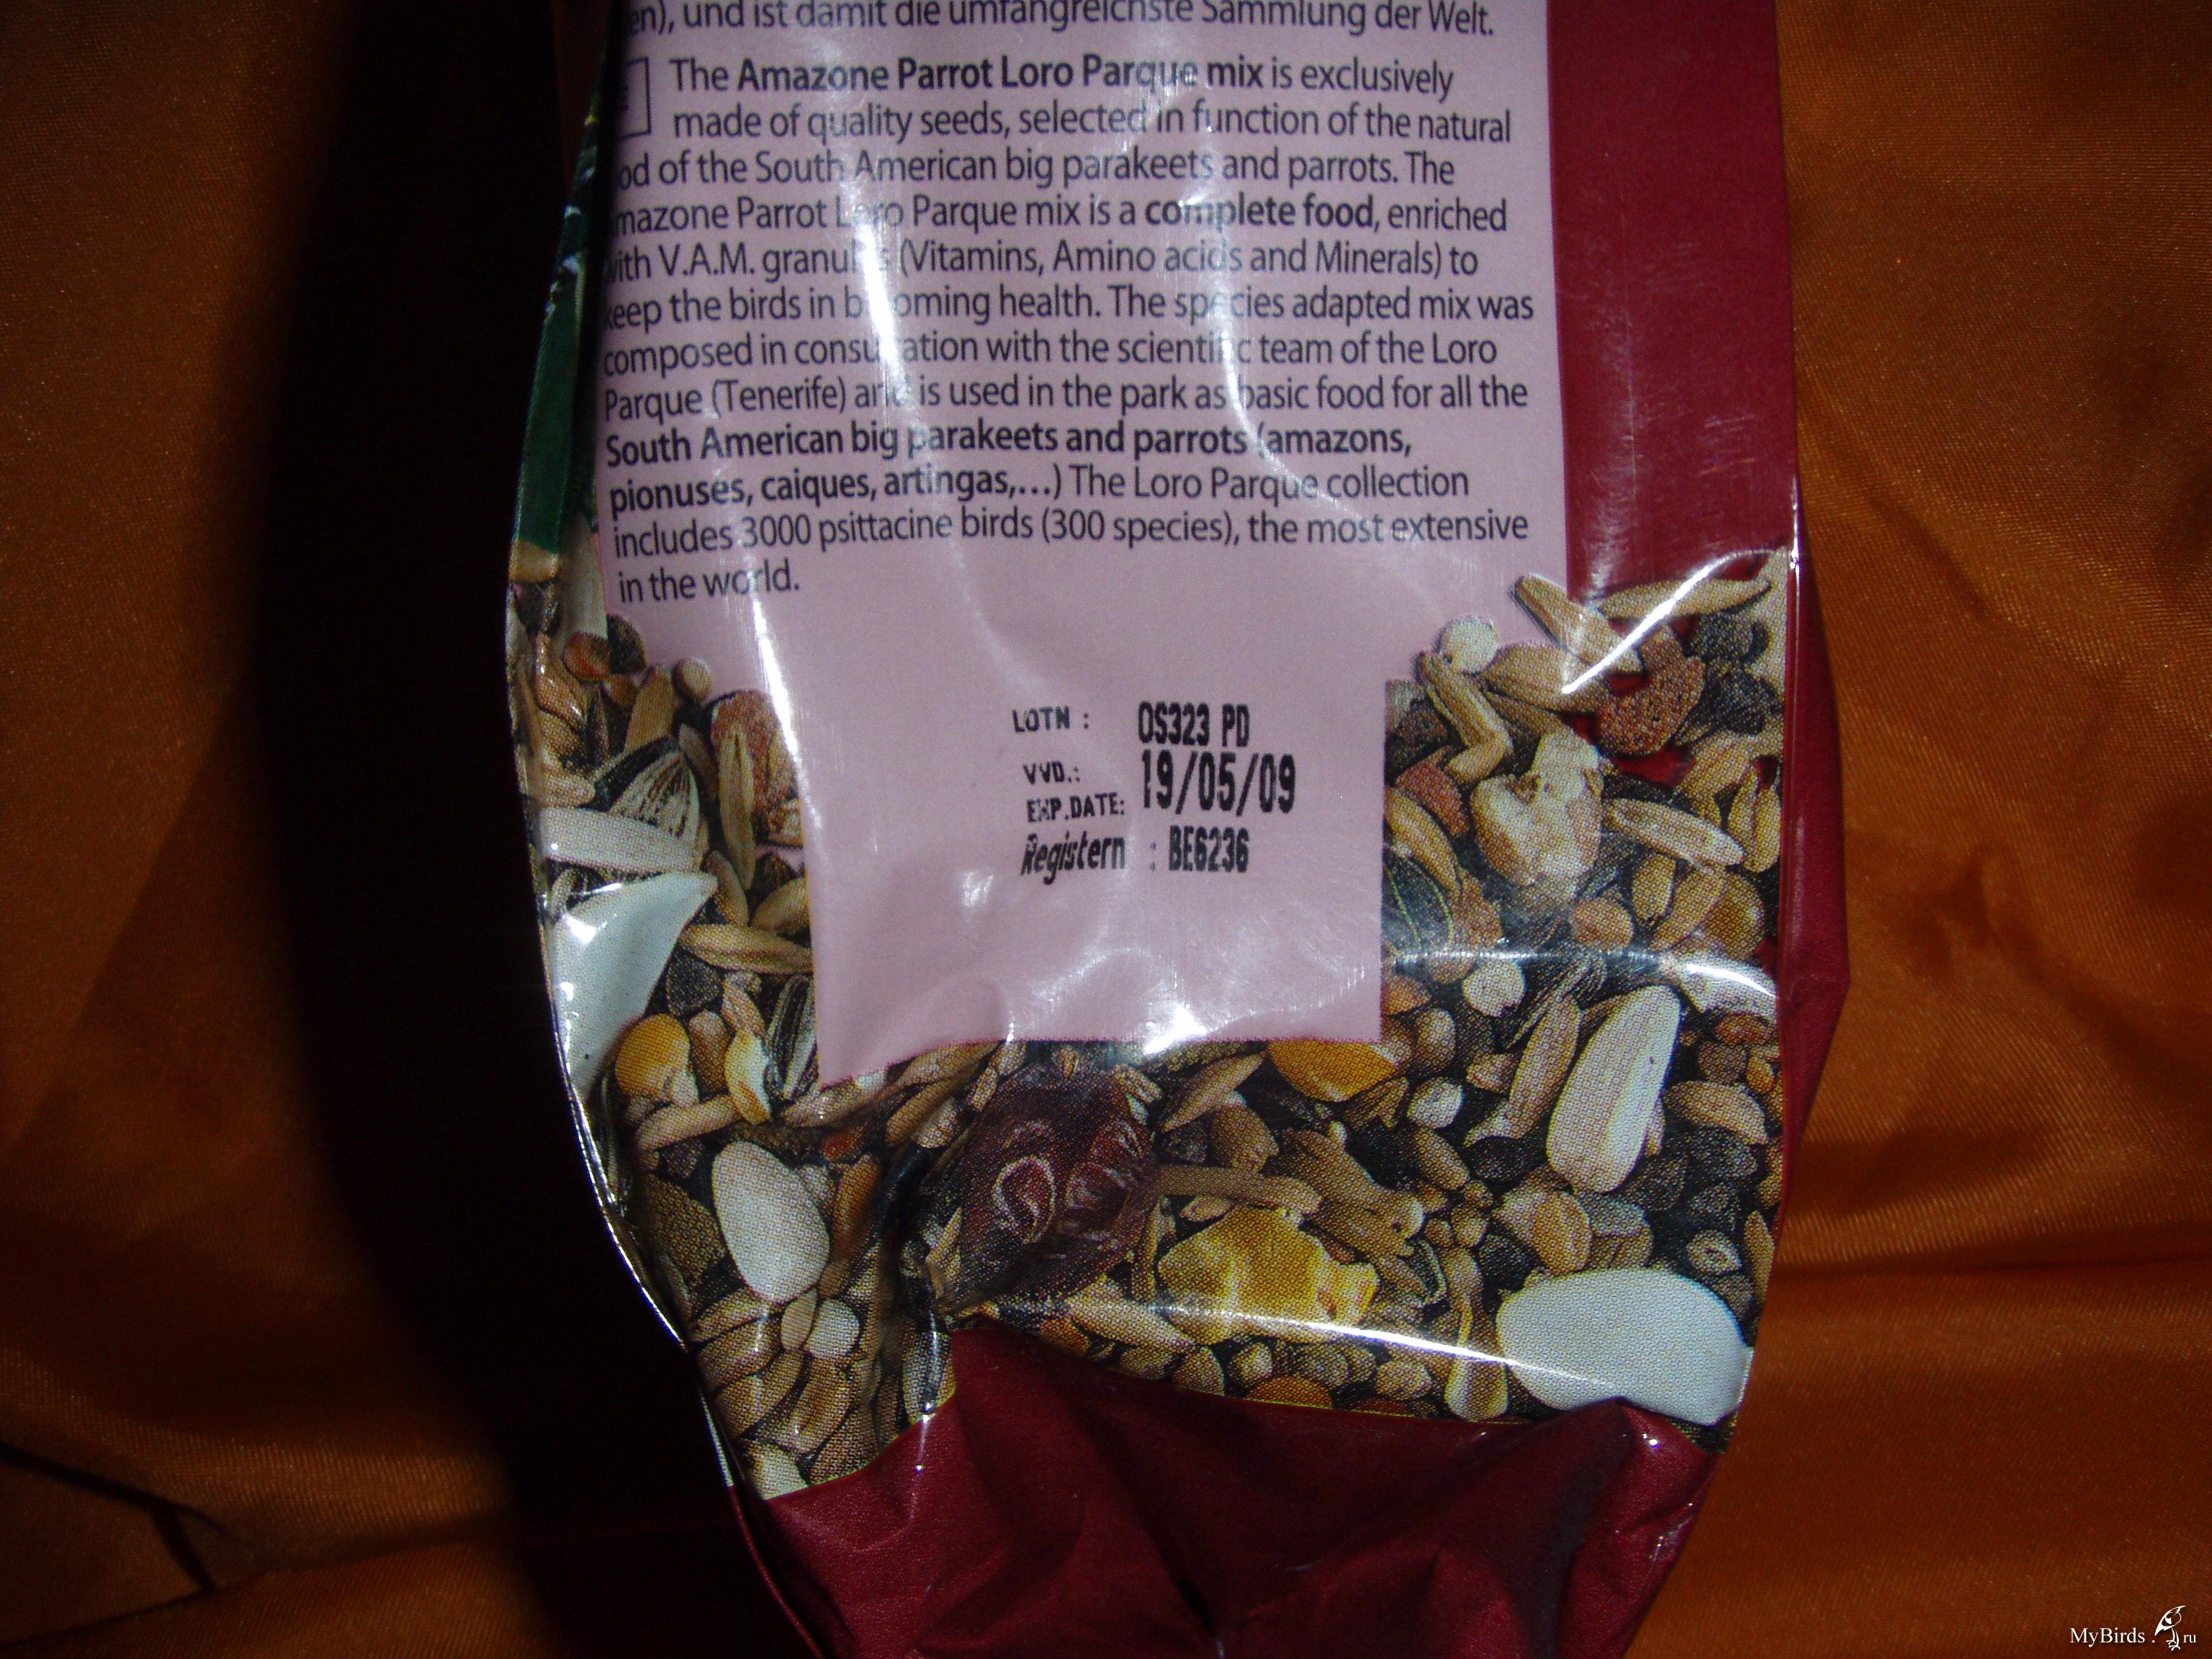 en), und ist damit die umfangreichste Sammlung der Welt.
The Amazone Parrot Loro Parque mix is exclusively
made of quality seeds, selected in function of the natural
od of the South American big parakeets and parrots. The
mazone Parrot Loro Parque mix is a complete food, enriched
with V.A.M. granules (Vitamins, Amino acids and Minerals) to
keep the birds in becoming health. The species adapted mix was
composed in consultation with the scientific team of the Loro
Parque (Tenerife) and is used in the park as basic food for all the
South American big parakeets and parrots (amazons,
pionuses, caiques, artingas,...) The Loro Parque collection
includes 3000 psittacine birds (300 species), the most extensive
in the world.
LOTN : OS323 PD
VVD.:
EXP.DATE: 19/05/09
Registern : BE6236
MyBirds.ru